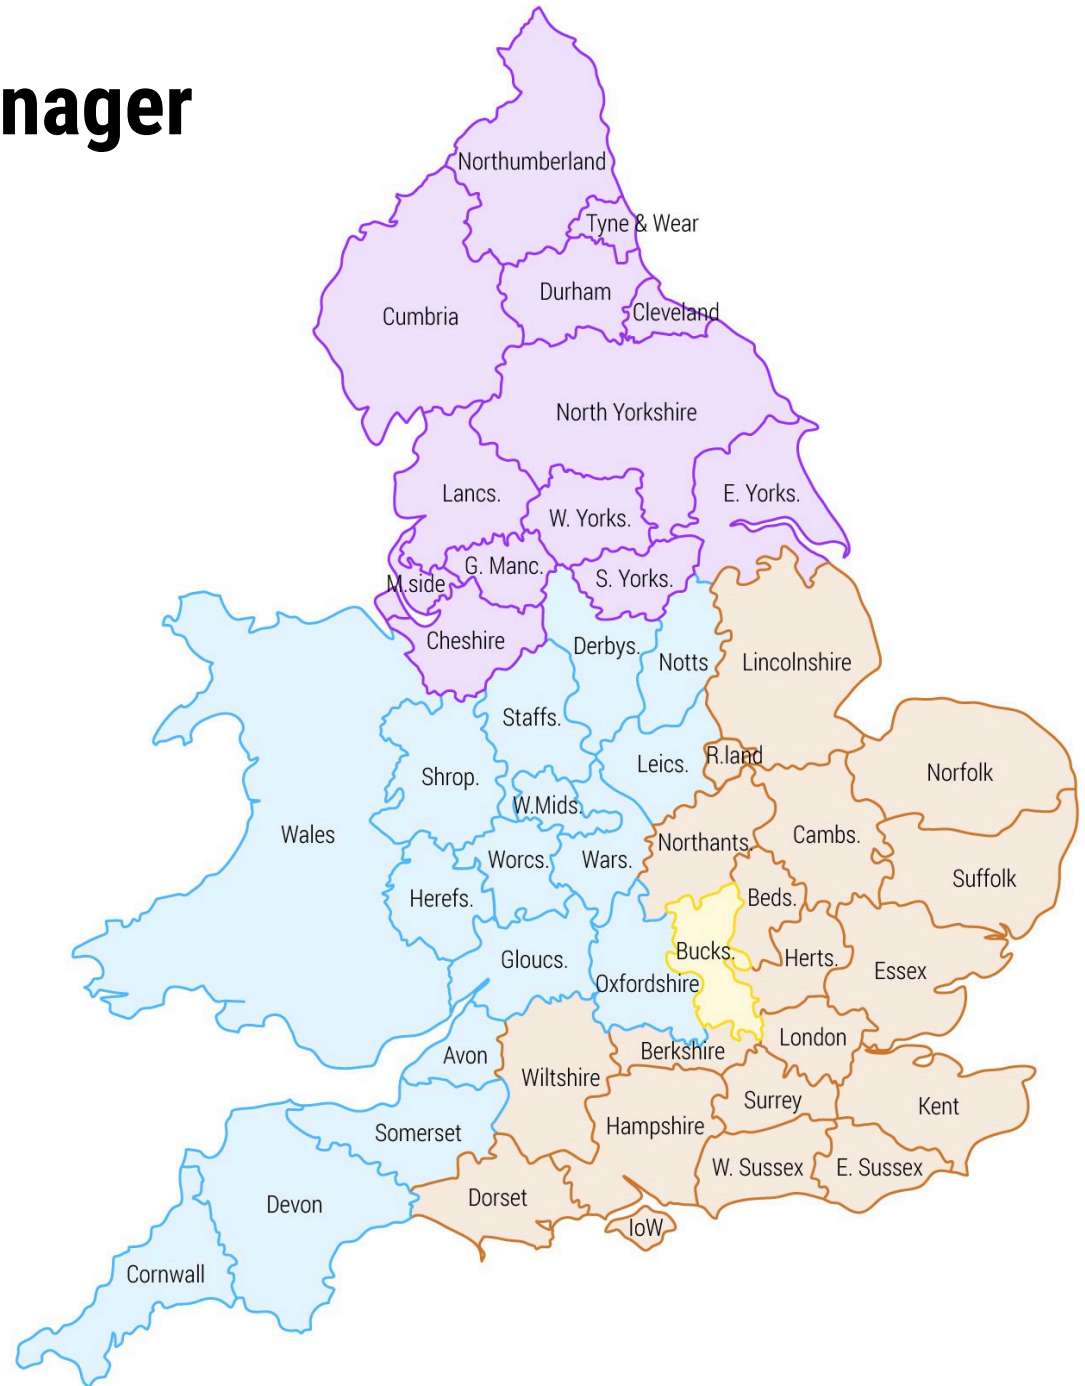 nager
Northumberland
Tyne & Wear
Durham
Cleveland
Cumbria
North Yorkshire
Lancs.
E. Yorks.
W. Yorks.
G. Manc.
S. Yorks.
M.side
Cheshire
Derbys.
Notts
Lincolnshire
Staffs.
R.land
Leics.
Shrop.
Norfolk
W.Mids.
Wales
Northants.
Cambs.
Worcs.
Wars.
Suffolk
Herefs.
Beds.
Bucks.
Herts.
Gloucs.
Essex
Oxfordshire
London
Avon
Berkshire
Wiltshire
Surrey
Kent
Hampshire
Somerset
W. Sussex
E. Sussex
Dorset
Devon
IoW
Cornwall